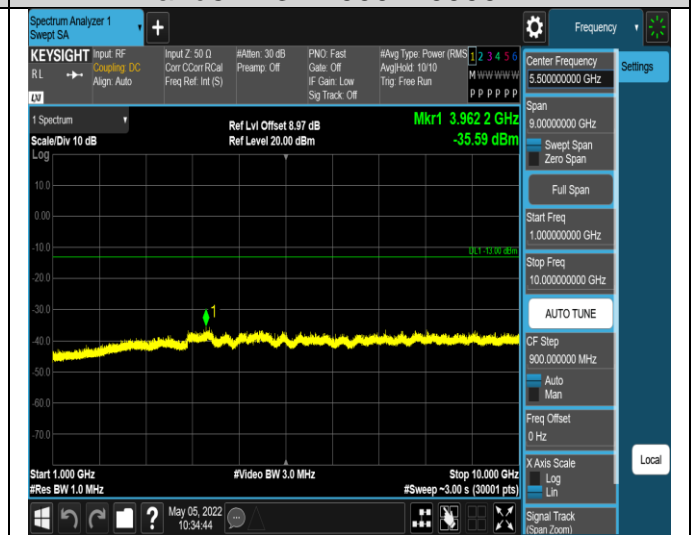 Spectrum Analyzer 1
Swept SA
Frequency
KEYSIGHT
RL
LXI
Input: RF
Coupling: DC
Align: Auto
Input Z: 50 Ω
Corr CCorr RCal
Freq Ref: Int (S)
#Atten: 30 dB
Preamp: Off
PNO: Fast
Gate: Off
IF Gain: Low
Sig Track: Off
#Avg Type: Power (RMS
Avg|Hold: 10/10
Trig: Free Run
1 2 3 4 5 6
M W W W W W
P P P P P P
1 Spectrum
Scale/Div 10 dB
Log
Ref Lvl Offset 8.97 dB
Ref Level 20.00 dBm
Mkr1 3.962 2 GHz
-35.59 dBm
10.0
0.00
-10.0
DL1 -13.00 dBm
-20.0
-30.0
1
-40.0
-50.0
-60.0
-70.0
Start 1.000 GHz
#Res BW 1.0 MHz
#Video BW 3.0 MHz
Stop 10.000 GHz
#Sweep ~3.00 s (30001 pts)
May 05, 2022
10:34:44
Center Frequency
5.500000000 GHz
Span
9.00000000 GHz
Swept Span
Zero Span
Full Span
Start Freq
1.000000000 GHz
Stop Freq
10.000000000 GHz
AUTO TUNE
CF Step
900.000000 MHz
Auto
Man
Freq Offset
0 Hz
X Axis Scale
Log
Lin
Signal Track
(Span Zoom)
Settings
Local